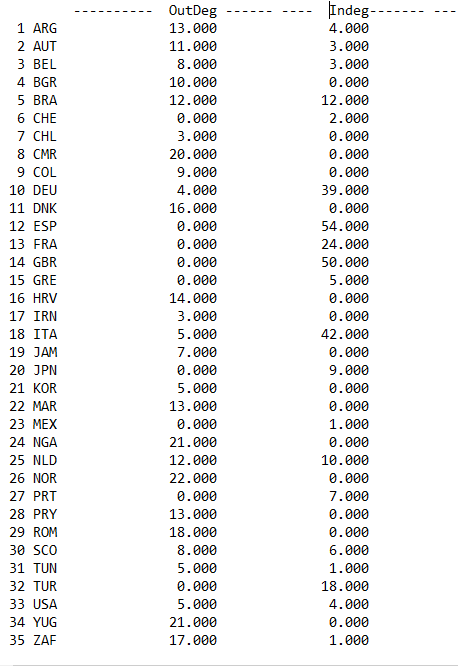 ---------- OutDeg ------ ---- Indeg------- ---
1 ARG 13.000 4.000
2 AUT 11.000 3.000
3 BEL 8.000 3.000
4 BGR 10.000 0.000
5 BRA 12.000 12.000
6 CHE 0.000 2.000
7 CHL 3.000 0.000
8 CMR 20.000 0.000
9 COL 9.000 0.000
10 DEU 4.000 39.000
11 DNK 16.000 0.000
12 ESP 0.000 54.000
13 FRA 0.000 24.000
14 GBR 0.000 50.000
15 GRE 0.000 5.000
16 HRV 14.000 0.000
17 IRN 3.000 0.000
18 ITA 5.000 42.000
19 JAM 7.000 0.000
20 JPN 0.000 9.000
21 KOR 5.000 0.000
22 MAR 13.000 0.000
23 MEX 0.000 1.000
24 NGA 21.000 0.000
25 NLD 12.000 10.000
26 NOR 22.000 0.000
27 PRT 0.000 7.000
28 PRY 13.000 0.000
29 ROM 18.000 0.000
30 SCO 8.000 6.000
31 TUN 5.000 1.000
32 TUR 0.000 18.000
33 USA 5.000 4.000
34 YUG 21.000 0.000
35 ZAF 17.000 1.000